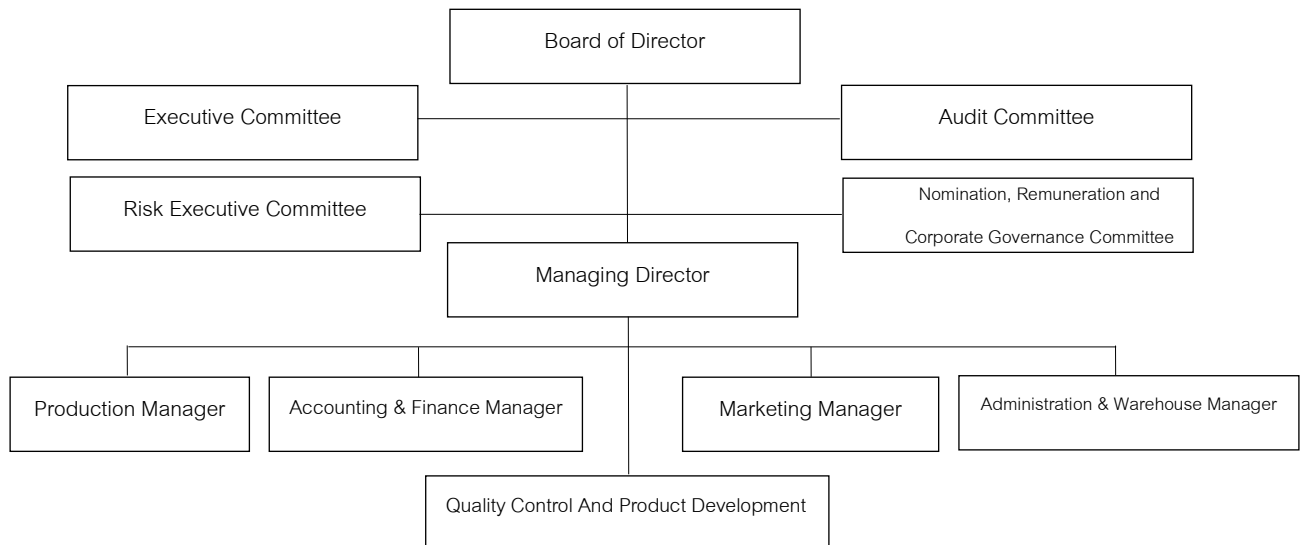 Board of Director
Executive Committee
Audit Committee
Risk Executive Committee
Nomination, Remuneration and
Corporate Governance Committee
Managing Director
Production Manager
Accounting & Finance Manager
Marketing Manager
Administration & Warehouse Manager
Quality Control And Product Development